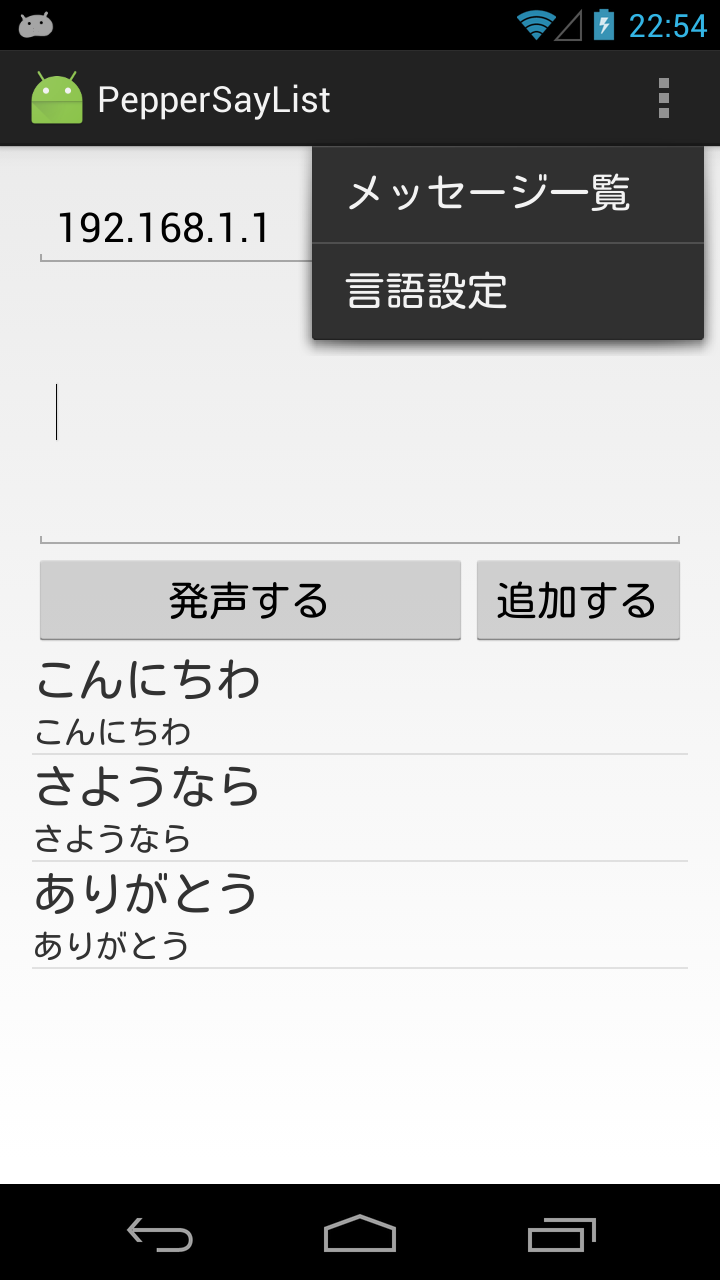 22:54
PepperSayList
メッセージ一覧
192.168.1.1
言語設定
発声する
追加する
こんにちわ
こんにちわ
さようなら
さようなら
ありがとう
ありがとう